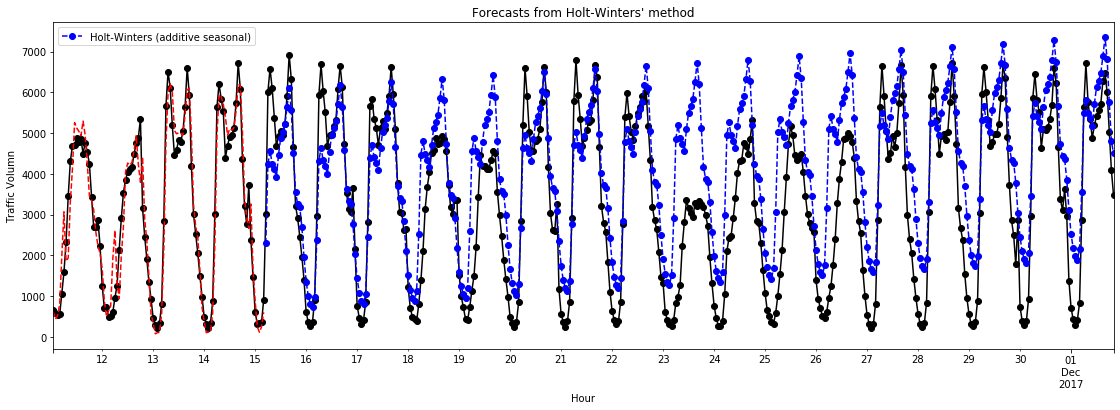 Forecasts from Holt-Winters' method
Holt-Winters (additive seasonal)
Traffic Volumn
7000
6000
5000
4000
3000
2000
1000
0
12 13 14 15 16 17 18 19 20 21 22 23 24 25 26 27 28 29 30 01
Dec
2017
Hour